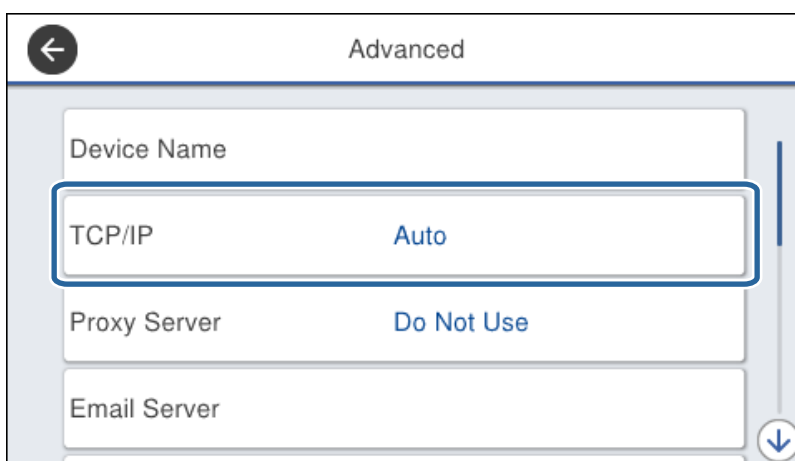 Advanced
Device Name
TCP/IP Auto
Proxy Server Do Not Use
Email Server